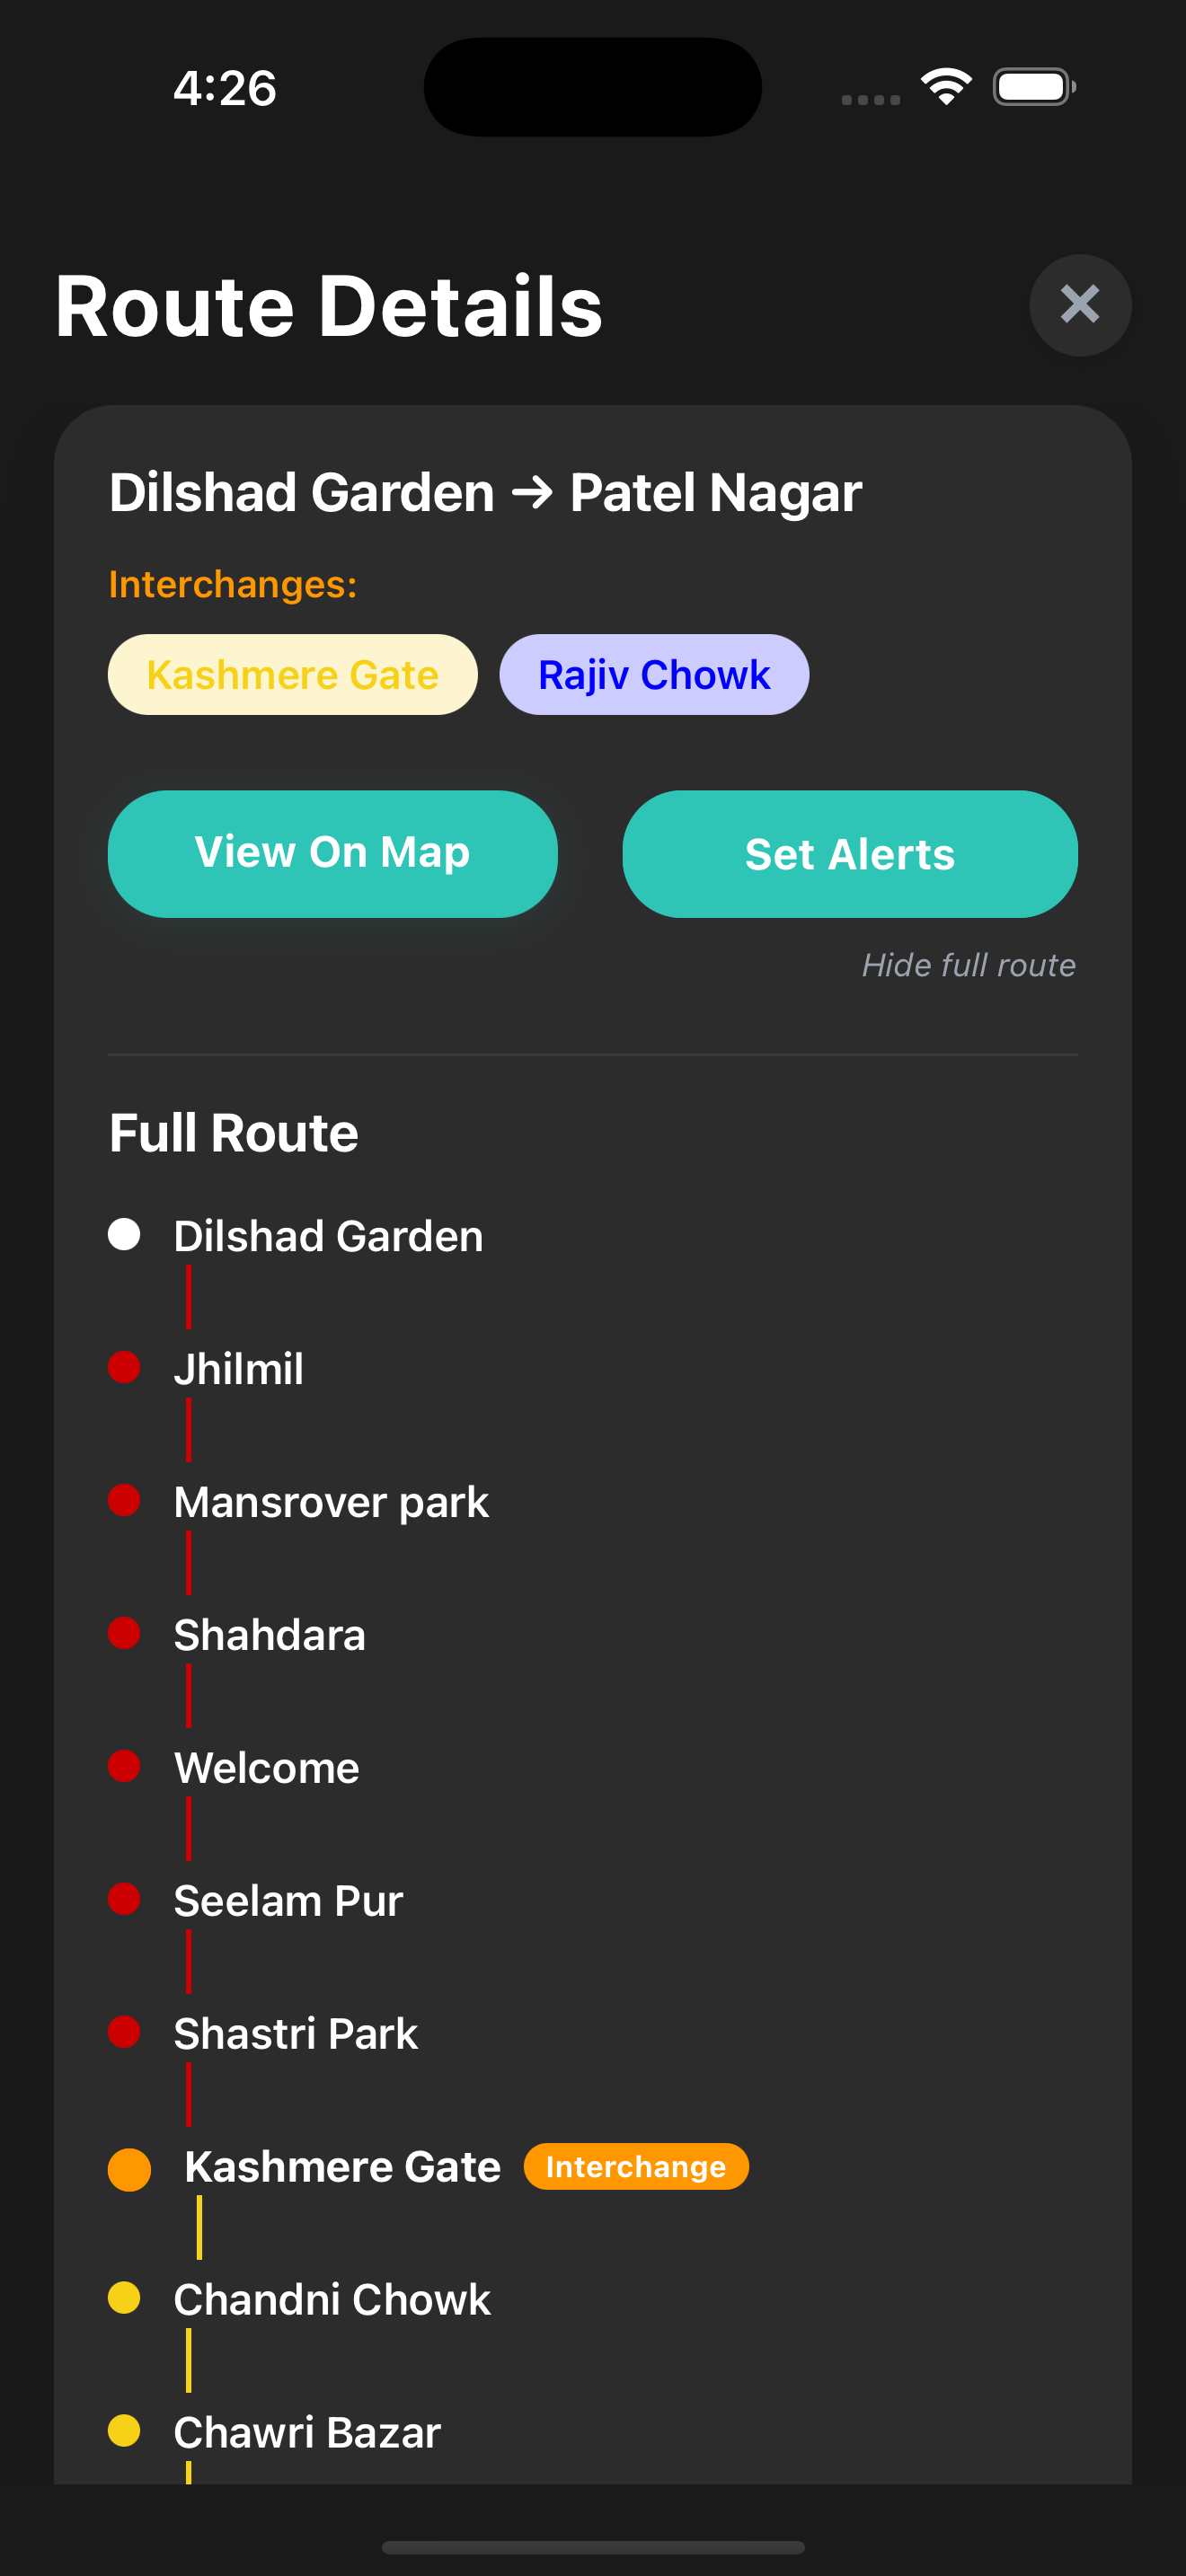 4:26
Route Details
Dilshad Garden → Patel Nagar
Interchanges:
Kashmere Gate Rajiv Chowk
View On Map Set Alerts
Hide full route
Full Route
Dilshad Garden
Jhilmil
Mansrover park
Shahdara
Welcome
Seelam Pur
Shastri Park
Kashmere Gate Interchange
Chandni Chowk
Chawri Bazar